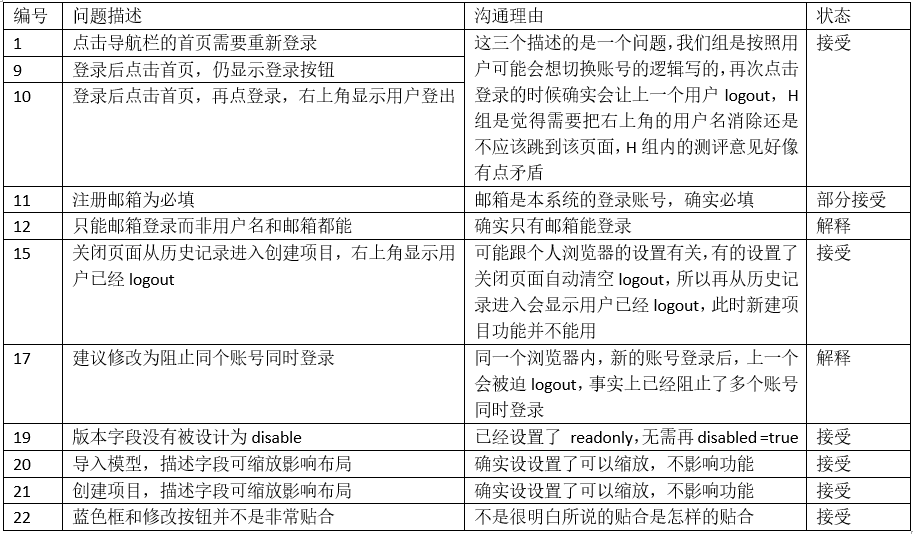 编号 问题描述 沟通理由 状态
1 点击导航栏的首页需要重新登录
9 登录后点击首页，仍显示登录按钮
10 登录后点击首页，再点登录，右上角显示用户登出
这三个描述的是一个问题，我们组是按照用
户可能会想切换账号的逻辑写的，再次点击
登录的时候确实会让上一个用户 logout，H
组是觉得需要把右上角的用户名消除还是
不应该跳到该页面，H 组内的测评意见好像
有点矛盾
接受
11 注册邮箱为必填 邮箱是本系统的登录账号，确实必填 部分接受
12 只能邮箱登录而非用户名和邮箱都能 确实只有邮箱能登录 解释
15 关闭页面从历史记录进入创建项目，右上角显示用
户已经 logout
可能跟个人浏览器的设置有关，有的设置了
关闭页面自动清空 logout，所以再从历史记
录进入会显示用户已经 logout，此时新建项
目功能并不能用
接受
17 建议修改为阻止同个账号同时登录
同一个浏览器内，新的账号登录后，上一个
会被迫 logout，事实上已经阻止了多个账号
同时登录
解释
19 版本字段没有被设计为 disable 已经设置了 readonly，无需再 disabled =true 接受
20 导入模型，描述字段可缩放影响布局 确实设设置了可以缩放，不影响功能 接受
21 创建项目，描述字段可缩放影响布局 确实设设置了可以缩放，不影响功能 接受
22 蓝色框和修改按钮并不是非常贴合 不是很明白所说的贴合是怎样的贴合 接受